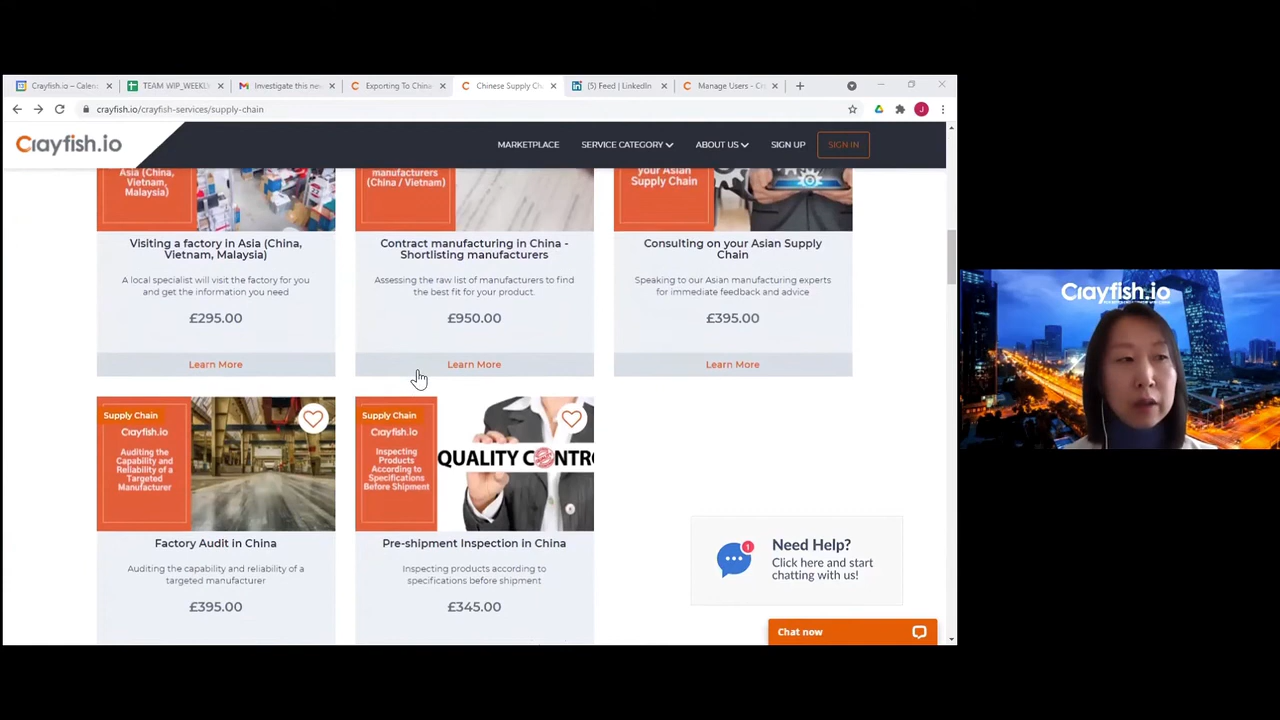 Crayfish.io – Calen
TEAM WIP_WEEKLY
Investigate this ne
Exporting To China
Chinese Supply Ch
(5) Feed | LinkedIn
Manage Users - Cr
crayfish.io/crayfish-services/supply-chain
J
Crayfish.io
MARKETPLACE
SERVICE CATEGORY
ABOUT US
SIGN UP
SIGN IN
Asia (China,
Vietnam,
Malaysia)
manufacturers
(China / Vietnam)
your Asian
Supply Chain
Visiting a factory in Asia (China,
Vietnam, Malaysia)
A local specialist will visit the factory for you
and get the information you need
£295.00
Learn More
Contract manufacturing in China -
Shortlisting manufacturers
Assessing the raw list of manufacturers to find
the best fit for your product.
£950.00
Learn More
Consulting on your Asian Supply
Chain
Speaking to our Asian manufacturing experts
for immediate feedback and advice
£395.00
Learn More
Supply Chain
Crayfish.io
Auditing the
Capability and
Reliability of a
Targeted
Manufacturer
Factory Audit in China
Auditing the capability and reliability of a
targeted manufacturer
£395.00
Supply Chain
Crayfish.io
Inspecting
Products
According to
Specifications
Before Shipment
QUALITY CONTR
Pre-shipment Inspection in China
Inspecting products according to
specifications before shipment
£345.00
1
Need Help?
Click here and start
chatting with us!
Chat now
Crayfish.io